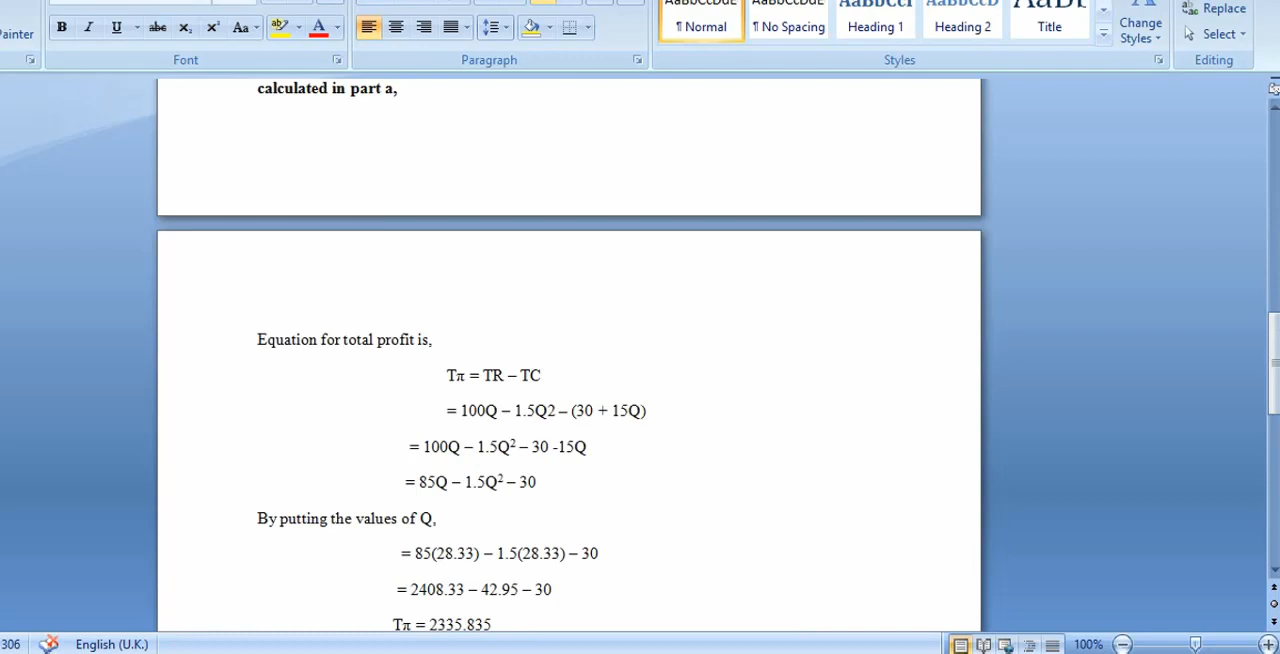 Painter
B I U abc x₂ x² Aa ab A
AaBbCcDdE AaBbCcDdE AaBbCcI AaBbCcD AaBl
¶ Normal ¶ No Spacing Heading 1 Heading 2 Title
Change Styles
Replace
Select
Font Paragraph Styles Editing
calculated in part a,
Equation for total profit is,
Tπ = TR – TC
= 100Q – 1.5Q2 – (30 + 15Q)
= 100Q – 1.5Q² – 30 -15Q
= 85Q – 1.5Q² – 30
By putting the values of Q,
= 85(28.33) – 1.5(28.33) – 30
= 2408.33 – 42.95 – 30
Tπ = 2335.835
306 English (U.K.) 100%